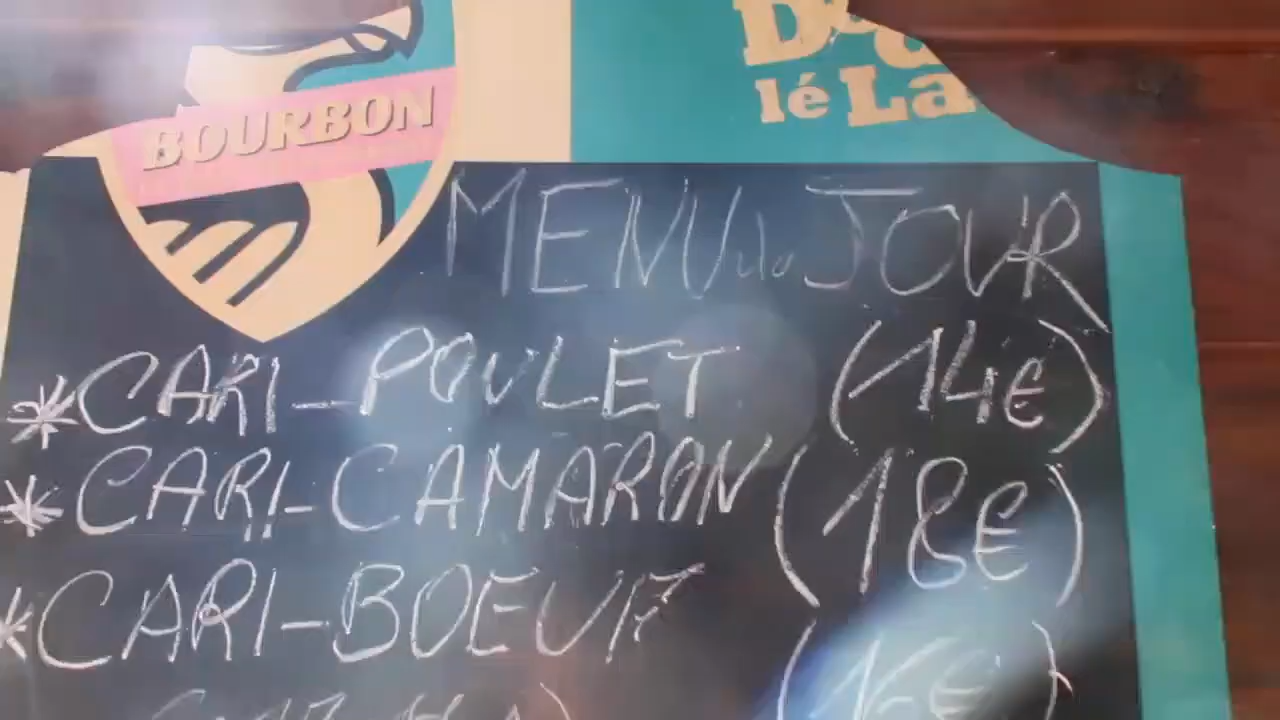 BOURBON
lé La
MENU du JOUR
*CARI-POULET (14€)
*CARI-CAMARON (18€)
*CARI-BOEUF